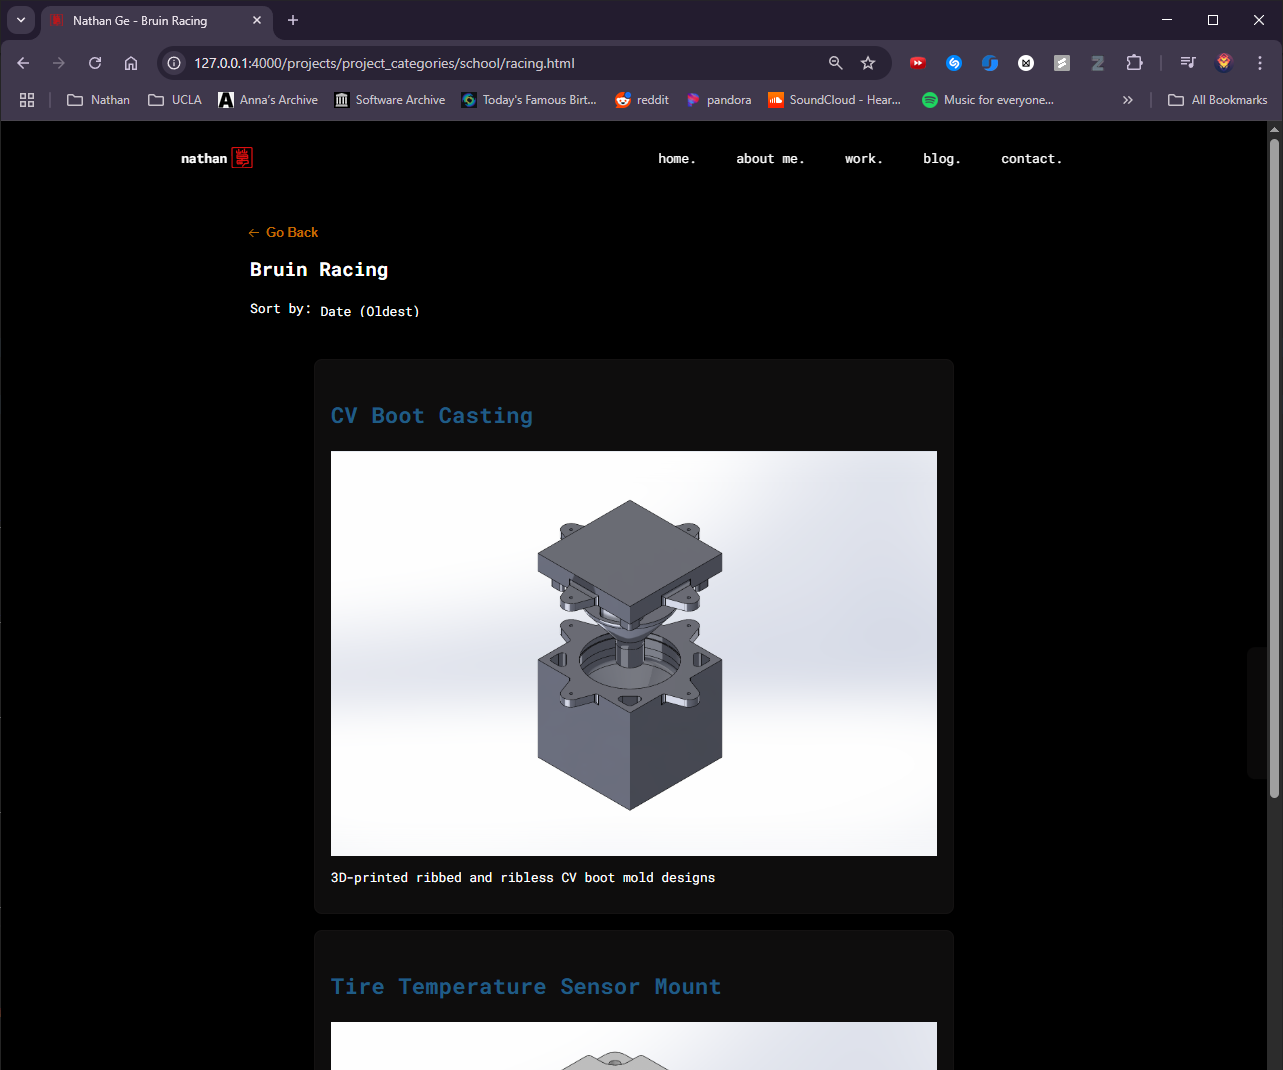 Nathan Ge - Bruin Racing
127.0.0.1:4000/projects/project_categories/school/racing.html
Nathan
UCLA
Anna's Archive
Software Archive
Today's Famous Birt...
reddit
pandora
SoundCloud - Hear...
Music for everyone...
All Bookmarks
nathan
home.
about me.
work.
blog.
contact.
← Go Back
Bruin Racing
Sort by: Date (Oldest)
CV Boot Casting
3D-printed ribbed and ribless CV boot mold designs
Tire Temperature Sensor Mount